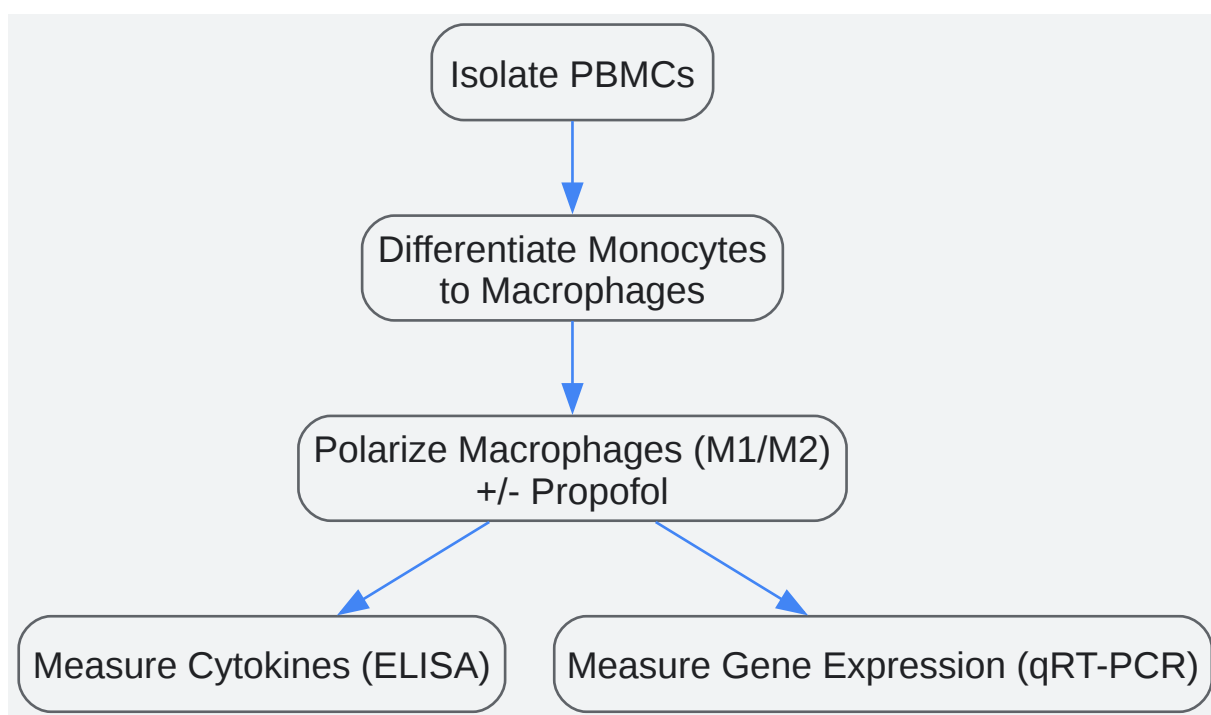 Isolate PBMCs
Differentiate Monocytes
to Macrophages
Polarize Macrophages (M1/M2)
+/- Propofol
Measure Cytokines (ELISA)
Measure Gene Expression (qRT-PCR)